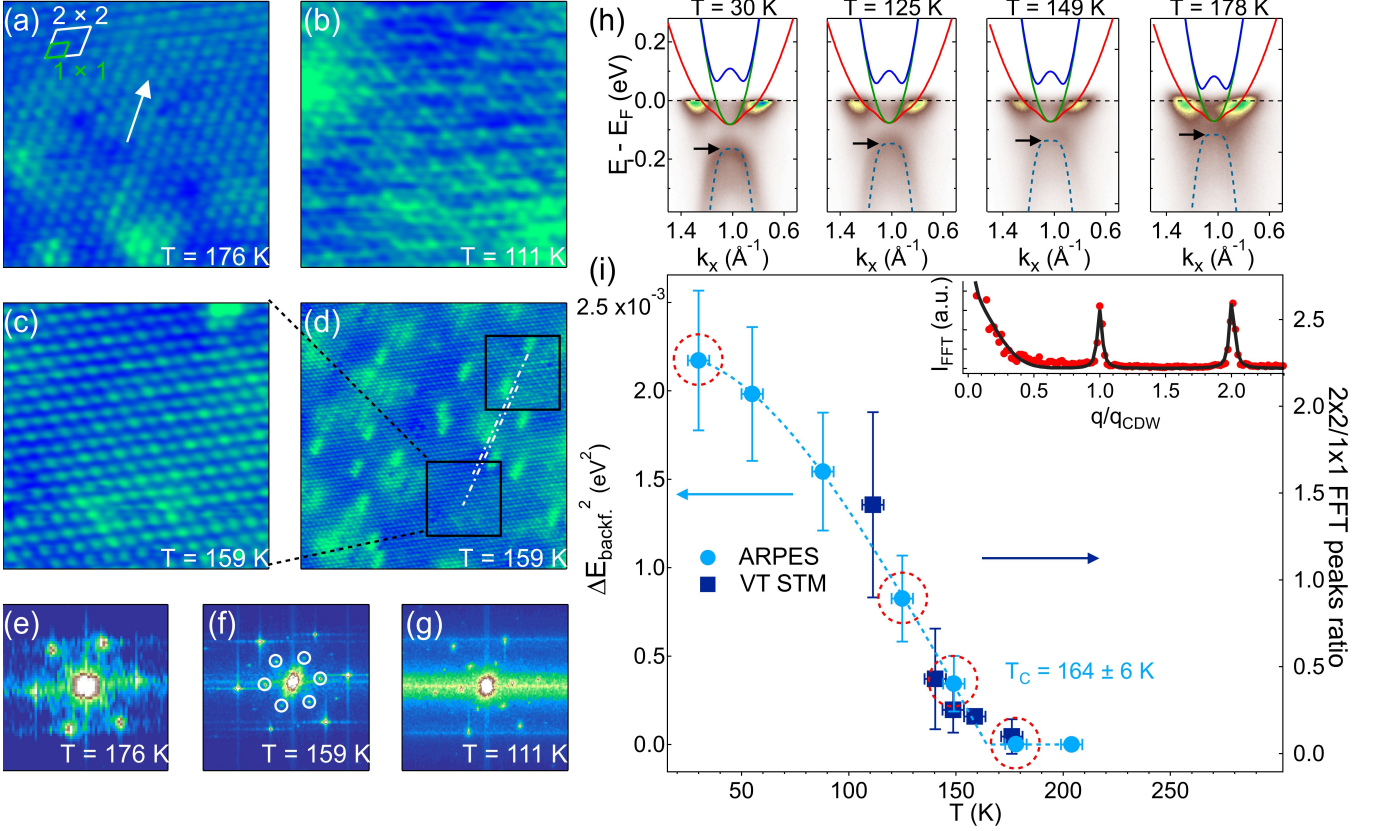 (a)
2 × 2
1 × 1
T = 176 K
(b)
T = 111 K
(c)
T = 159 K
(d)
T = 159 K
(e)
T = 176 K
(f)
T = 159 K
(g)
T = 111 K
(h)
T = 30 K
T = 125 K
T = 149 K
T = 178 K
E - E_F (eV)
0.2
0.0
-0.2
1.4 1.0 0.6
1.4 1.0 0.6
1.4 1.0 0.6
1.4 1.0 0.6
k_x (Å⁻¹)
k_x (Å⁻¹)
k_x (Å⁻¹)
k_x (Å⁻¹)
(i)
2.5 x10⁻³
2.0
1.5
1.0
0.5
0.0
ΔE_backf.² (eV²)
ARPES
VT STM
T_C = 164 ± 6 K
I_FFT (a.u.)
0.0 0.5 1.0 1.5 2.0
q/q_CDW
2.5
2.0
1.5
1.0
0.5
0.0
2x2/1x1 FFT peaks ratio
50 100 150 200 250
T (K)